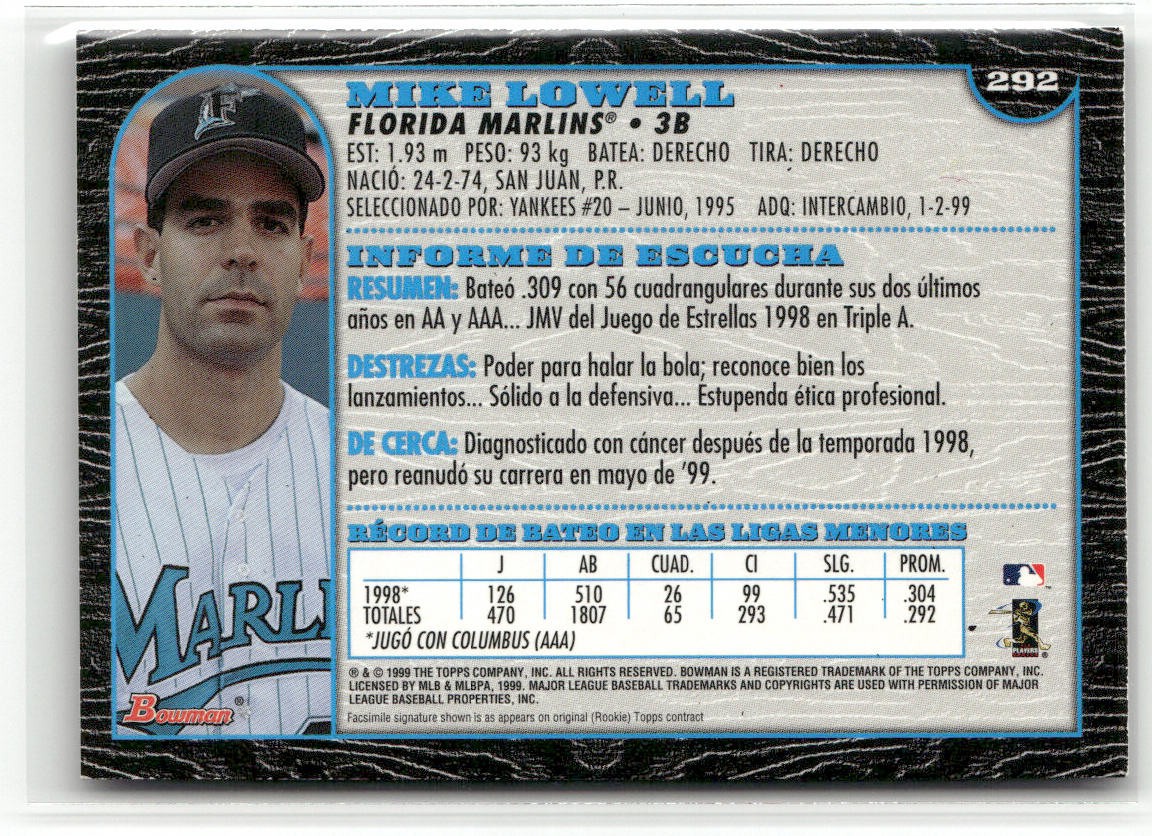 292
MIKE LOWELL
FLORIDA MARLINS® • 3B
EST: 1.93 m PESO: 93 kg BATEA: DERECHO TIRA: DERECHO
NACIÓ: 24-2-74, SAN JUAN, P.R.
SELECCIONADO POR: YANKEES #20 – JUNIO, 1995 ADQ: INTERCAMBIO, 1-2-99
INFORME DE ESCUCHA
RESUMEN: Bateó .309 con 56 cuadrangulares durante sus dos últimos
años en AA y AAA... JMV del Juego de Estrellas 1998 en Triple A.
DESTREZAS: Poder para halar la bola; reconoce bien los
lanzamientos... Sólido a la defensiva... Estupenda ética profesional.
DE CERCA: Diagnosticado con cáncer después de la temporada 1998,
pero reanudó su carrera en mayo de '99.
RÉCORD DE BATEO EN LAS LIGAS MENORES
J AB CUAD. CI SLG. PROM.
1998* 126 510 26 99 .535 .304
TOTALES 470 1807 65 293 .471 .292
*JUGÓ CON COLUMBUS (AAA)
PLAYERS ®
® & © 1999 THE TOPPS COMPANY, INC. ALL RIGHTS RESERVED. BOWMAN IS A REGISTERED TRADEMARK OF THE TOPPS COMPANY, INC.
LICENSED BY MLB & MLBPA, 1999. MAJOR LEAGUE BASEBALL TRADEMARKS AND COPYRIGHTS ARE USED WITH PERMISSION OF MAJOR
LEAGUE BASEBALL PROPERTIES, INC.
Facsimile signature shown is as appears on original (Rookie) Topps contract
F
MARLI
Bowman®